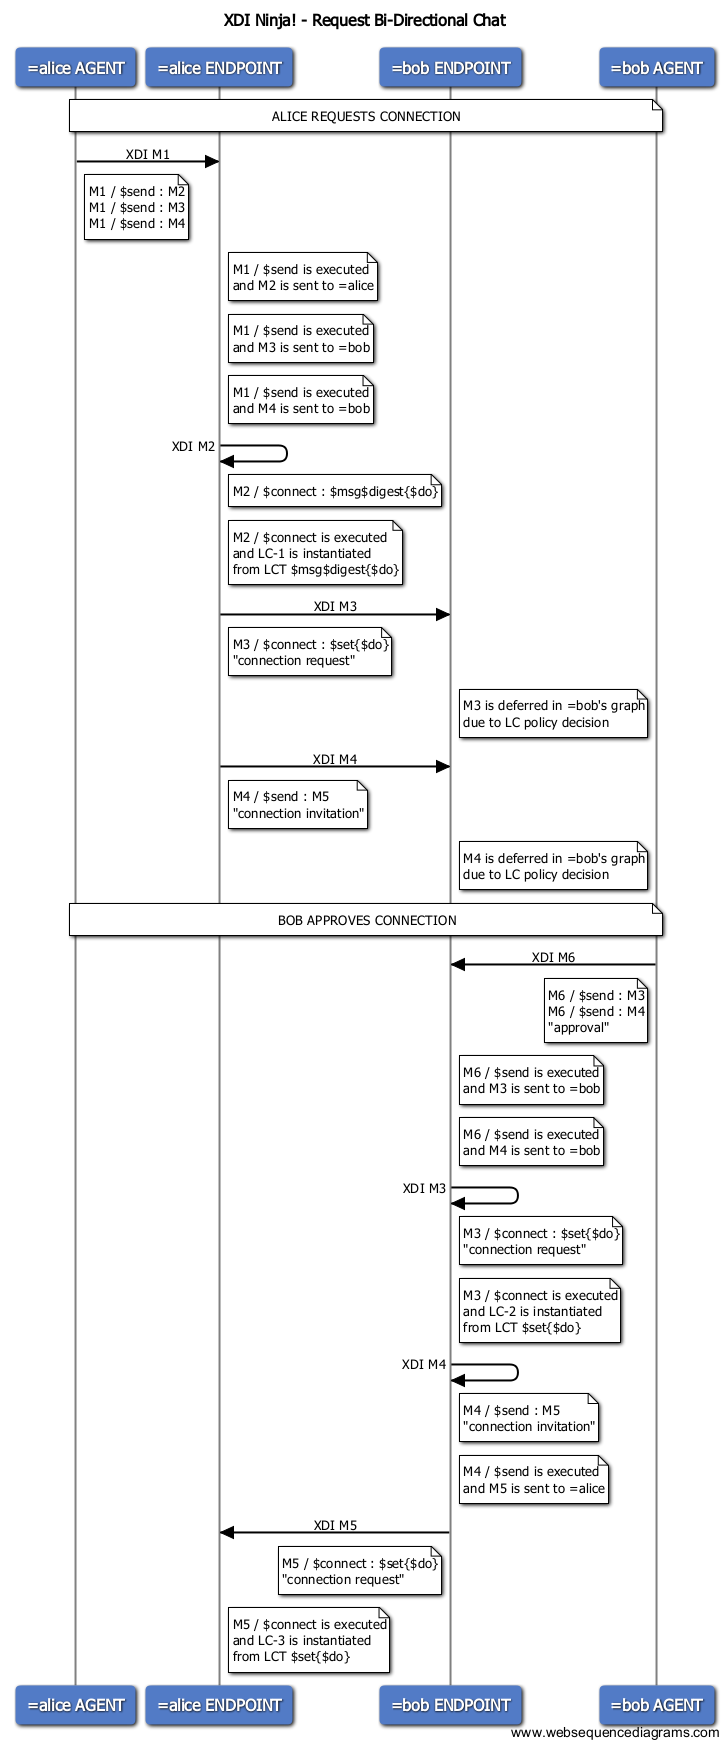 XDI Ninja! - Request Bi-Directional Chat
=alice AGENT
=alice ENDPOINT
=bob ENDPOINT
=bob AGENT
ALICE REQUESTS CONNECTION
XDI M1
M1 / $send : M2
M1 / $send : M3
M1 / $send : M4
M1 / $send is executed
and M2 is sent to =alice
M1 / $send is executed
and M3 is sent to =bob
M1 / $send is executed
and M4 is sent to =bob
XDI M2
M2 / $connect : $msg$digest{$do}
M2 / $connect is executed
and LC-1 is instantiated
from LCT $msg$digest{$do}
XDI M3
M3 / $connect : $set{$do}
"connection request"
M3 is deferred in =bob's graph
due to LC policy decision
XDI M4
M4 / $send : M5
"connection invitation"
M4 is deferred in =bob's graph
due to LC policy decision
BOB APPROVES CONNECTION
XDI M6
M6 / $send : M3
M6 / $send : M4
"approval"
M6 / $send is executed
and M3 is sent to =bob
M6 / $send is executed
and M4 is sent to =bob
XDI M3
M3 / $connect : $set{$do}
"connection request"
M3 / $connect is executed
and LC-2 is instantiated
from LCT $set{$do}
XDI M4
M4 / $send : M5
"connection invitation"
M4 / $send is executed
and M5 is sent to =alice
XDI M5
M5 / $connect : $set{$do}
"connection request"
M5 / $connect is executed
and LC-3 is instantiated
from LCT $set{$do}
=alice AGENT
=alice ENDPOINT
=bob ENDPOINT
=bob AGENT
www.websequencediagrams.com